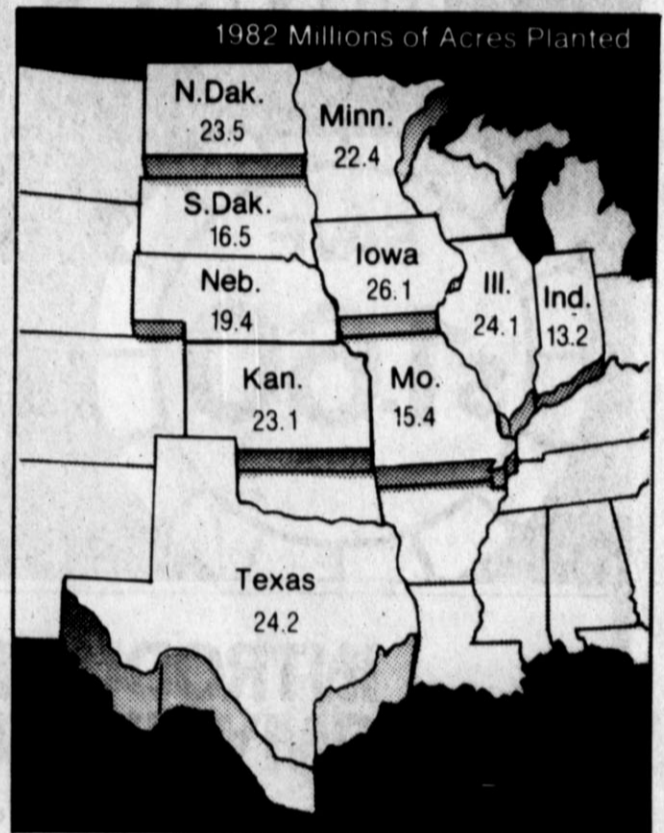 1982 Millions of Acres Planted
N.Dak.
23.5
Minn.
22.4
S.Dak.
16.5
Iowa
26.1
Neb.
19.4
Ill.
24.1
Ind.
13.2
Kan.
23.1
Mo.
15.4
Texas
24.2